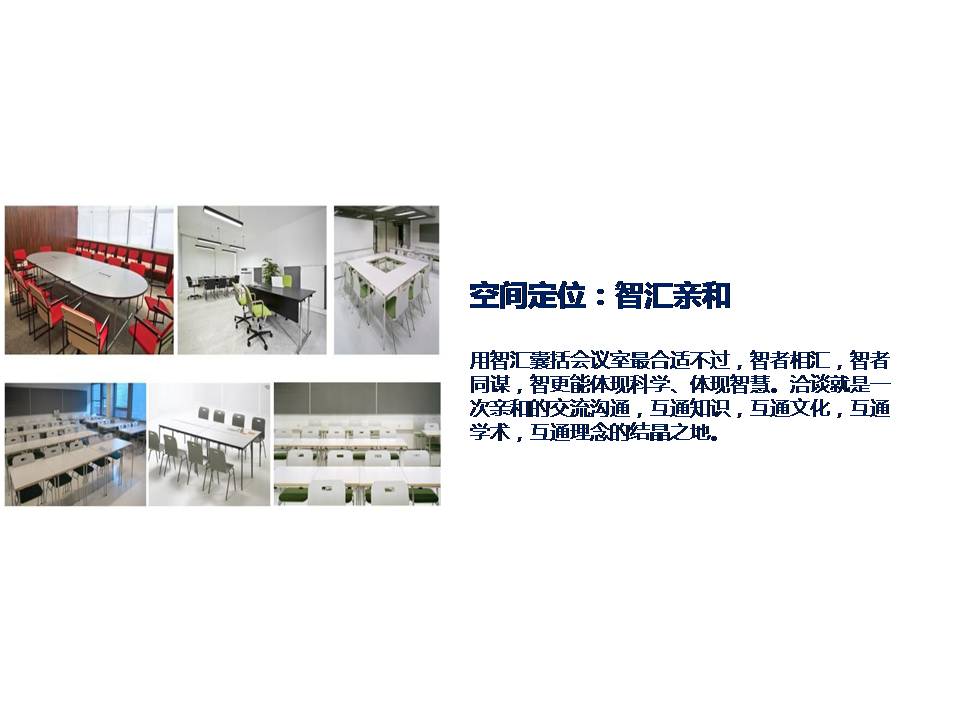 空间定位：智汇亲和
用智汇囊括会议室最合适不过，智者相汇，智者
同谋，智更能体现科学、体现智慧。洽谈就是一
次亲和的交流沟通，互通知识，互通文化，互通
学术，互通理念的结晶之地。